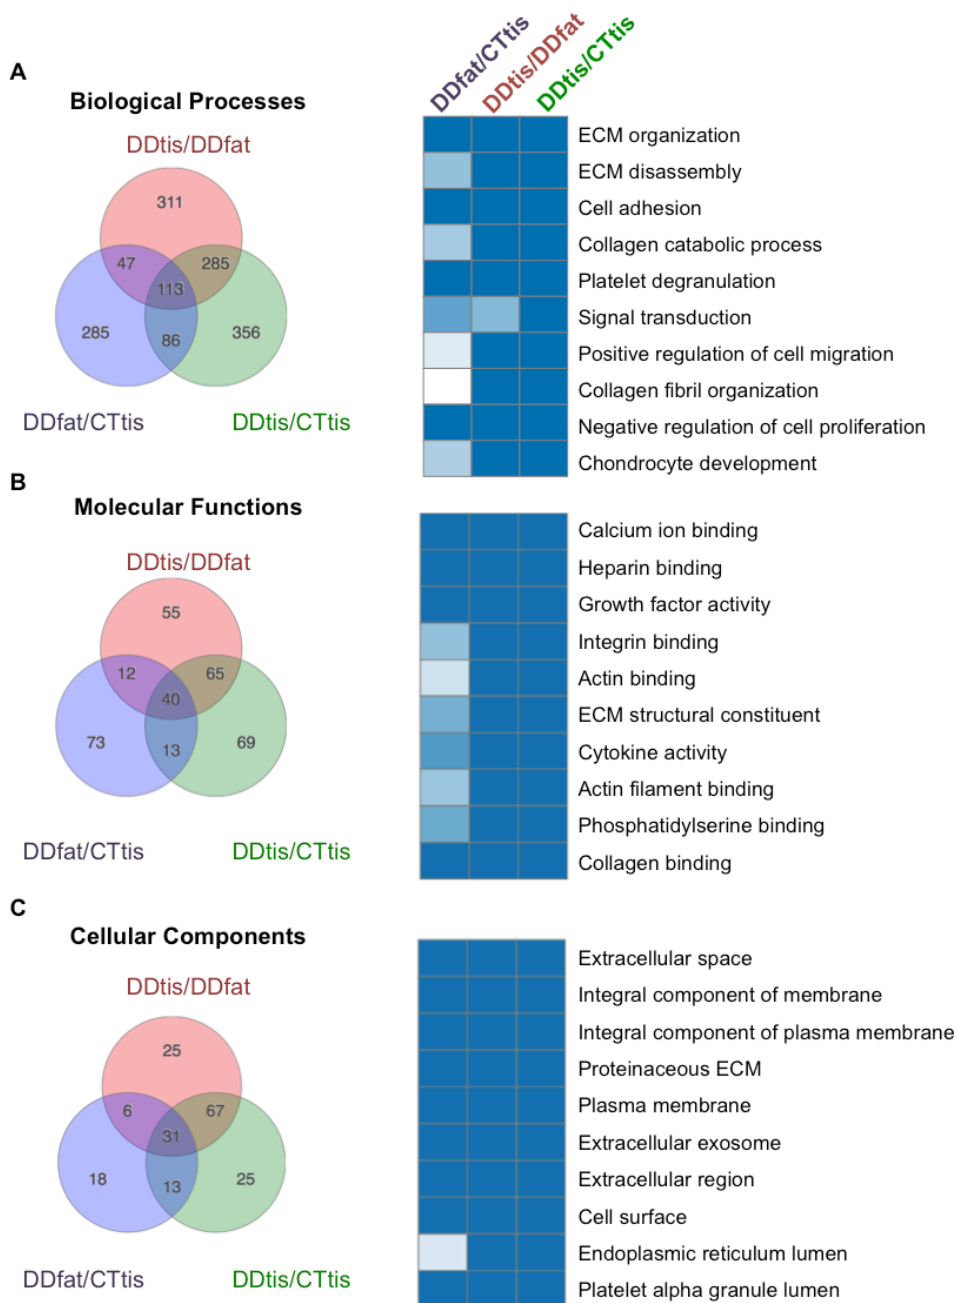 DDfat/CTtis
DDtis/DDfat
DDtis/CTtis
A
Biological Processes
DDtis/DDfat
311
47
285
113
285
86
356
DDfat/CTtis
DDtis/CTtis
ECM organization
ECM disassembly
Cell adhesion
Collagen catabolic process
Platelet degranulation
Signal transduction
Positive regulation of cell migration
Collagen fibril organization
Negative regulation of cell proliferation
Chondrocyte development
B
Molecular Functions
DDtis/DDfat
55
12
65
40
73
13
69
DDfat/CTtis
DDtis/CTtis
Calcium ion binding
Heparin binding
Growth factor activity
Integrin binding
Actin binding
ECM structural constituent
Cytokine activity
Actin filament binding
Phosphatidylserine binding
Collagen binding
C
Cellular Components
DDtis/DDfat
25
6
67
31
18
13
25
DDfat/CTtis
DDtis/CTtis
Extracellular space
Integral component of membrane
Integral component of plasma membrane
Proteinaceous ECM
Plasma membrane
Extracellular exosome
Extracellular region
Cell surface
Endoplasmic reticulum lumen
Platelet alpha granule lumen